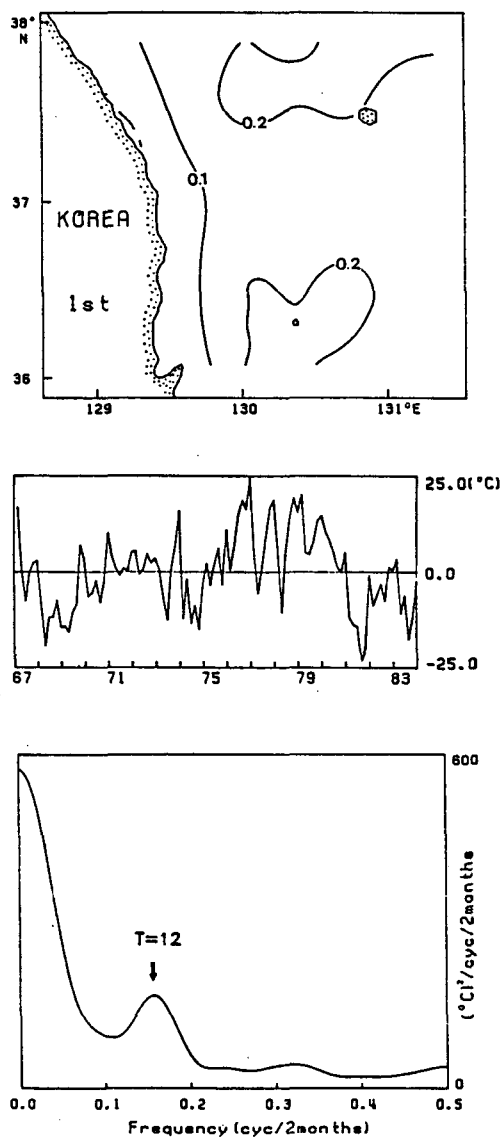 38°
N
0.2
0.1
37
KOREA
1st
0.2
36
129
130
131°E
25.0(°C)
0.0
-25.0
67
71
75
79
83
600
T=12
(°C)²/cyc/2months
0
0.0
0.1
0.2
0.3
0.4
0.5
Frequency(cyc/2months)